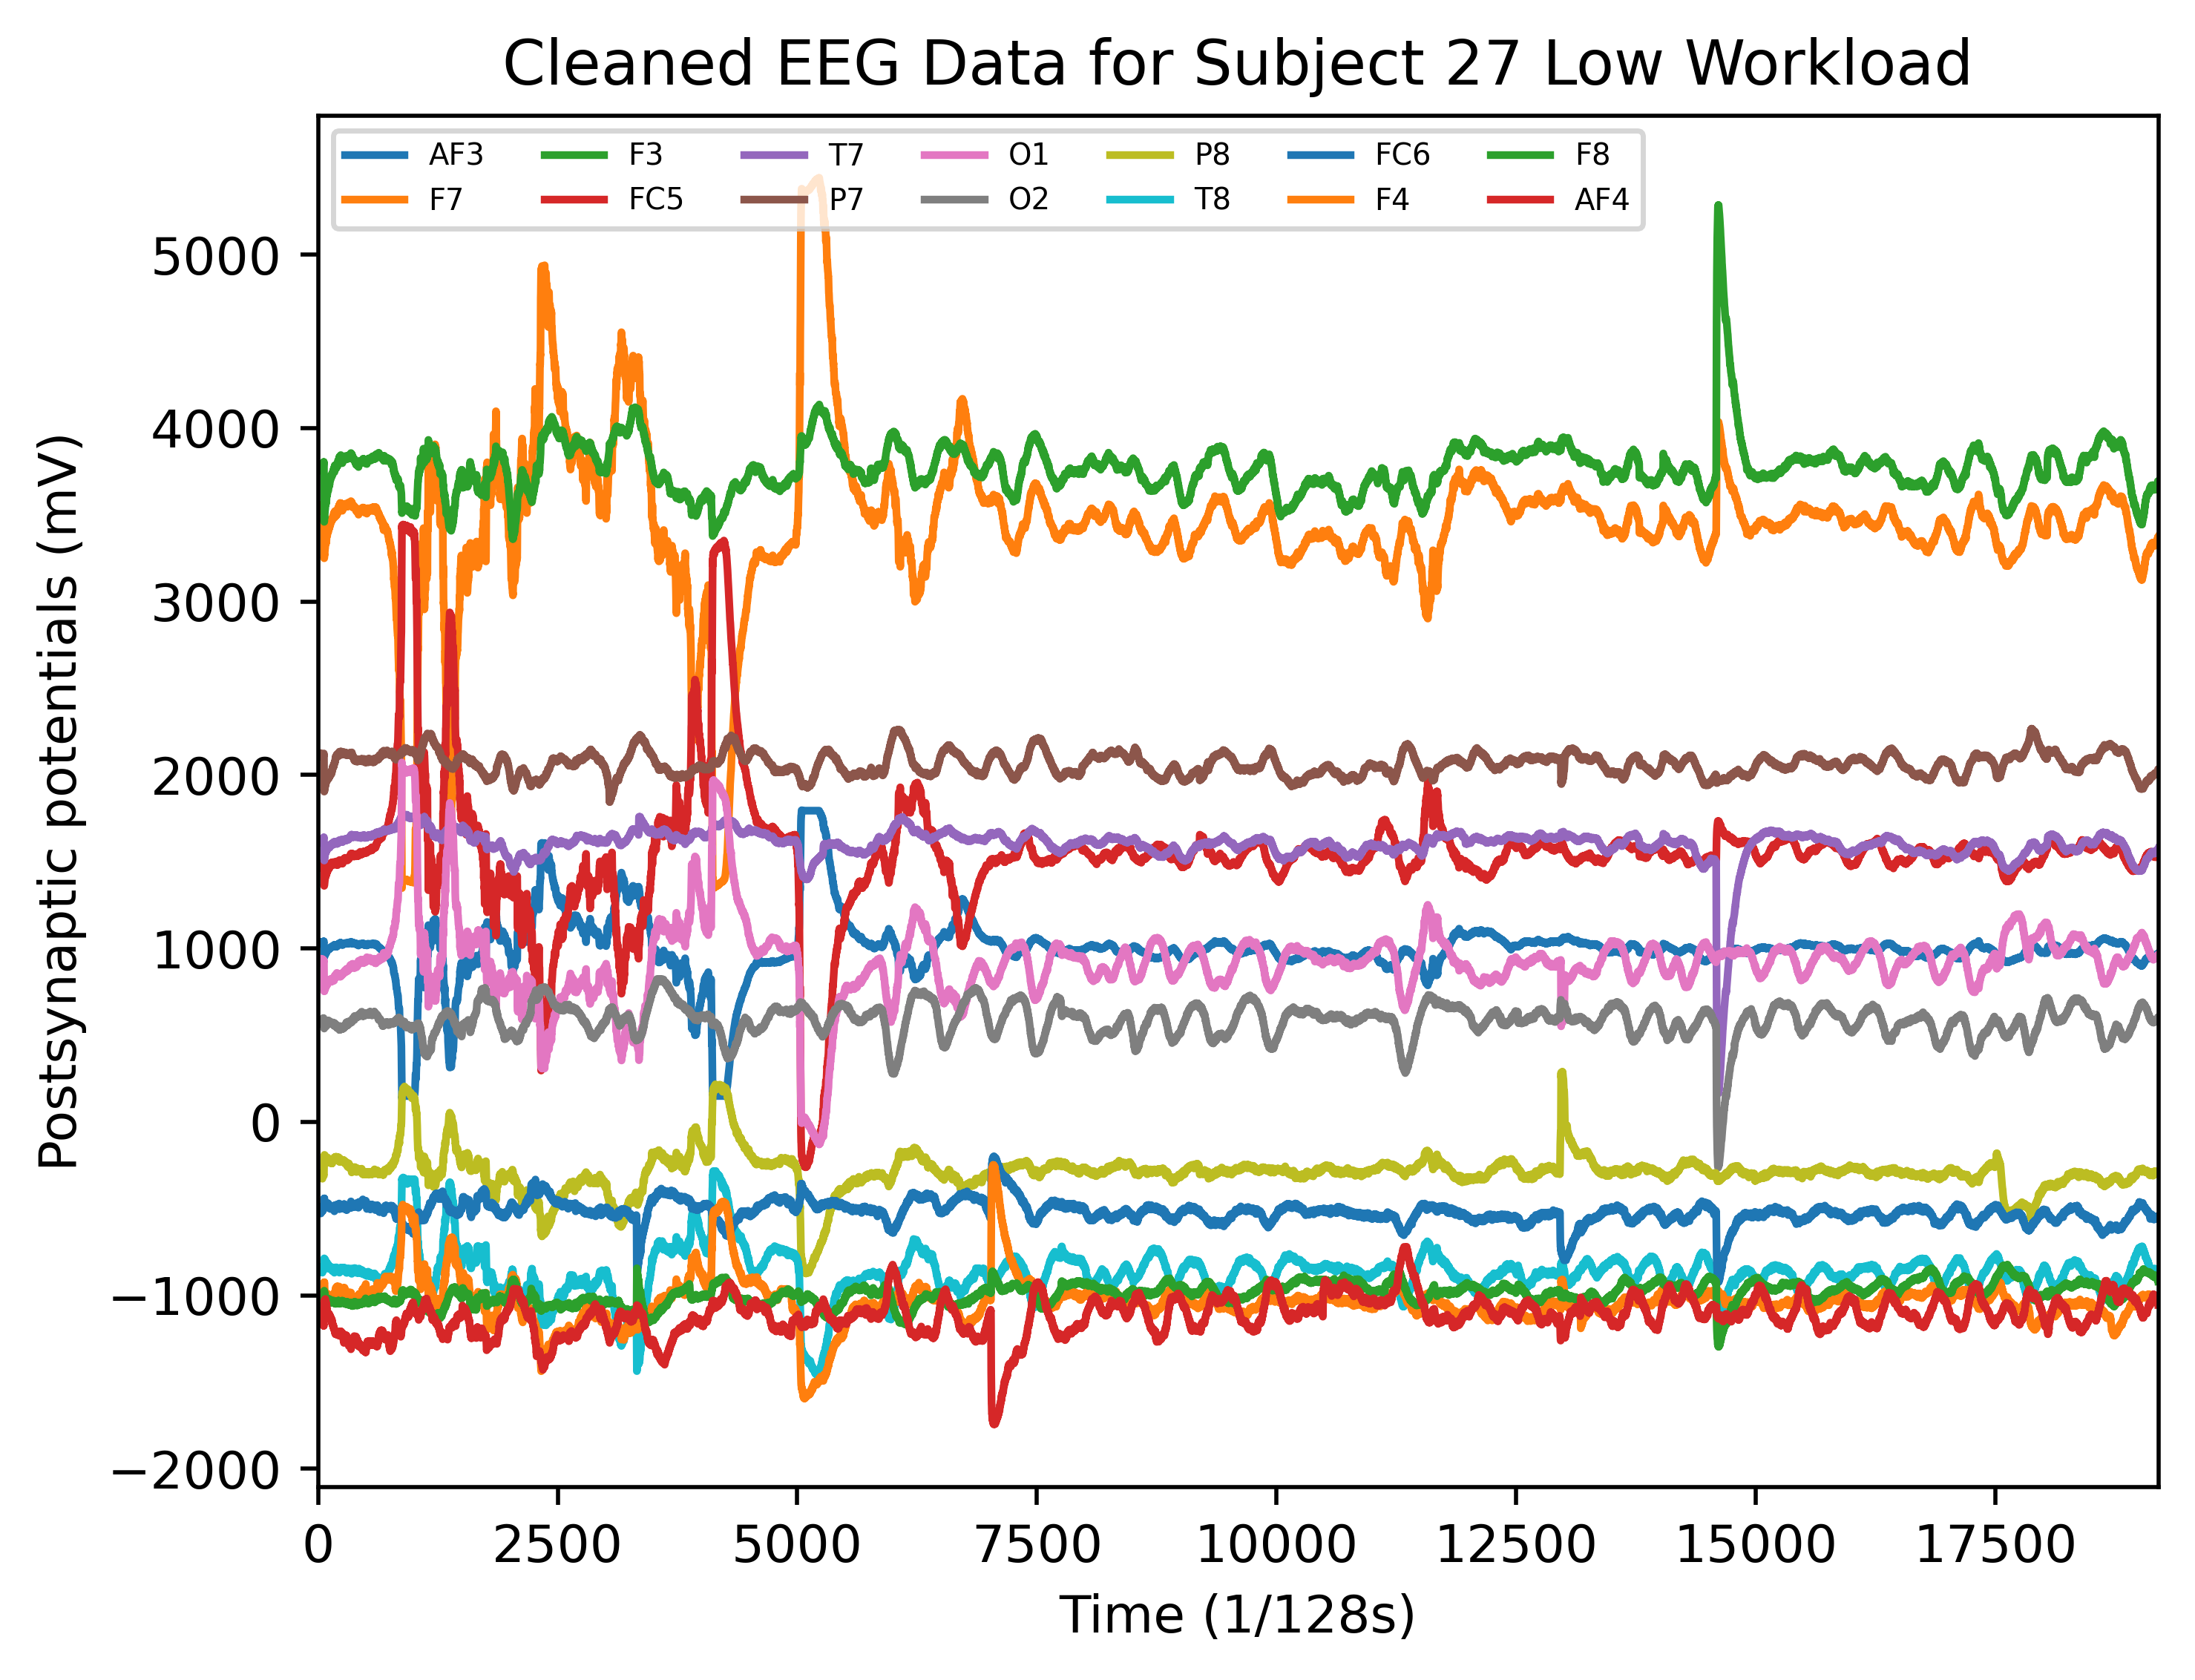 Cleaned EEG Data for Subject 27 Low Workload
AF3 F3 T7 O1 P8 FC6 F8
F7 FC5 P7 O2 T8 F4 AF4
5000
4000
3000
2000
1000
0
−1000
−2000
Postsynaptic potentials (mV)
0 2500 5000 7500 10000 12500 15000 17500
Time (1/128s)